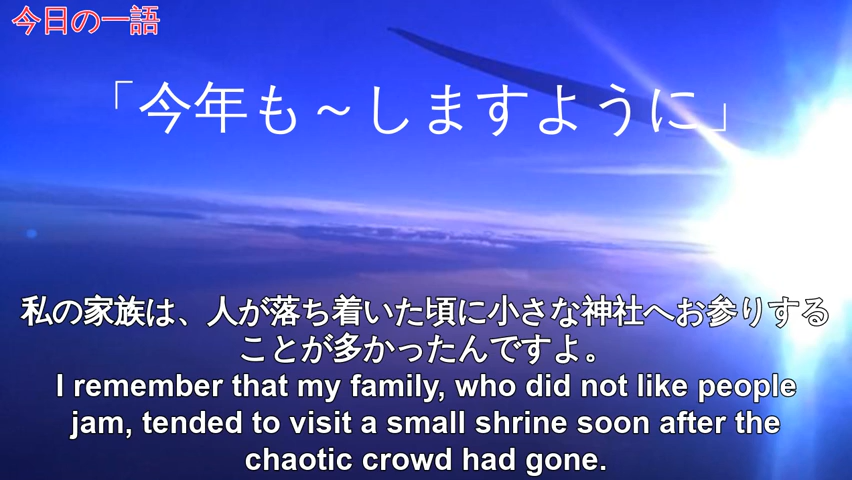 今日の一語
「今年も~しますように」
私の家族は、人が落ち着いた頃に小さな神社へお参りする
ことが多かったんですよ。
I remember that my family, who did not like people
jam, tended to visit a small shrine soon after the
chaotic crowd had gone.